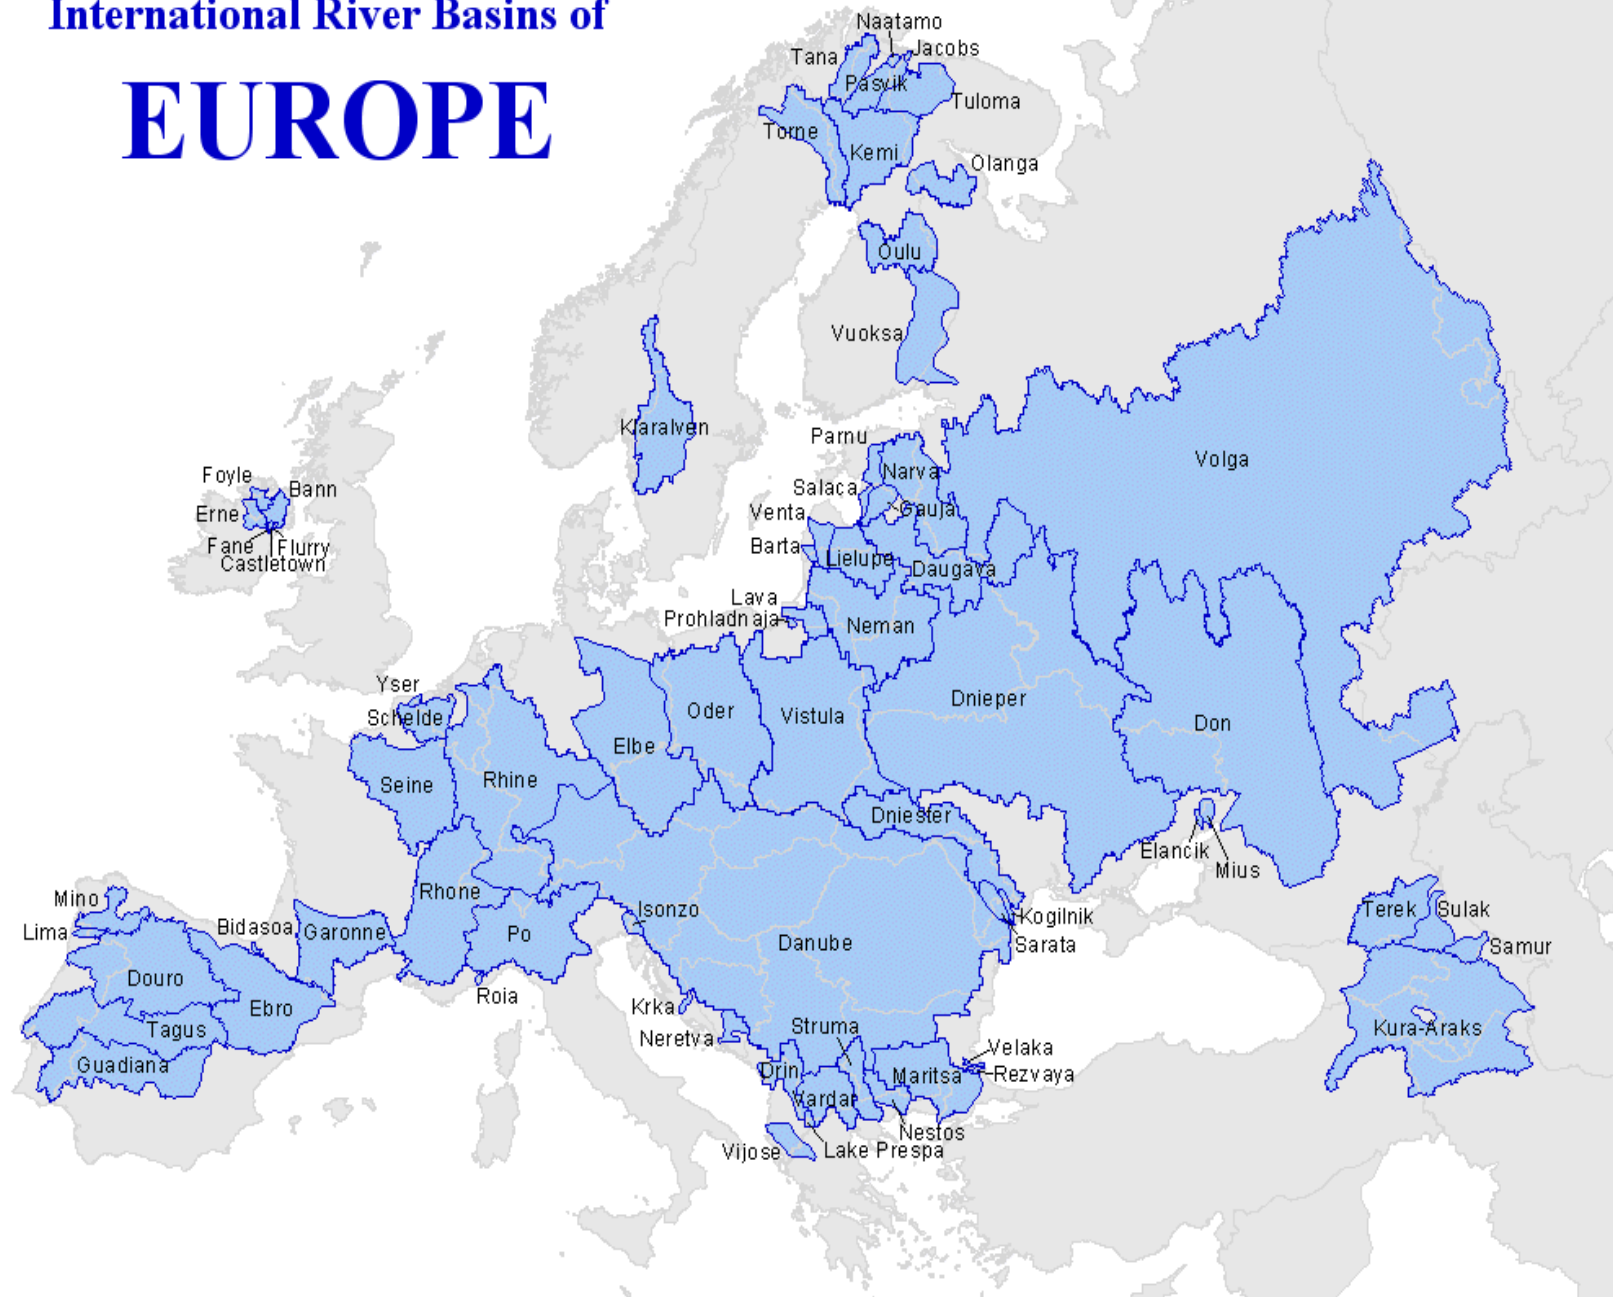 International River Basins of
EUROPE
Naatamo
Jacobs
Tana
Pasvik
Tuloma
Torne
Kemi
Olanga
Oulu
Vuoksa
Klaralven
Parnu
Narva
Volga
Foyle
Bann
Salaca
Gauja
Erne
Venta
Fane
Flurry
Castletown
Barta
Lielupe
Daugava
Lava
Prohladnaja
Neman
Yser
Schelde
Oder
Vistula
Dnieper
Don
Elbe
Seine
Rhine
Dniester
Elancik
Mius
Mino
Rhone
Isonzo
Terek
Sulak
Lima
Bidasoa
Garonne
Po
Danube
Kogilnik
Sarata
Samur
Douro
Roia
Ebro
Krka
Tagus
Struma
Kura-Araks
Neretva
Velaka
Guadiana
Drin
Maritsa
Rezvaya
Vardar
Nestos
Vijose
Lake Prespa